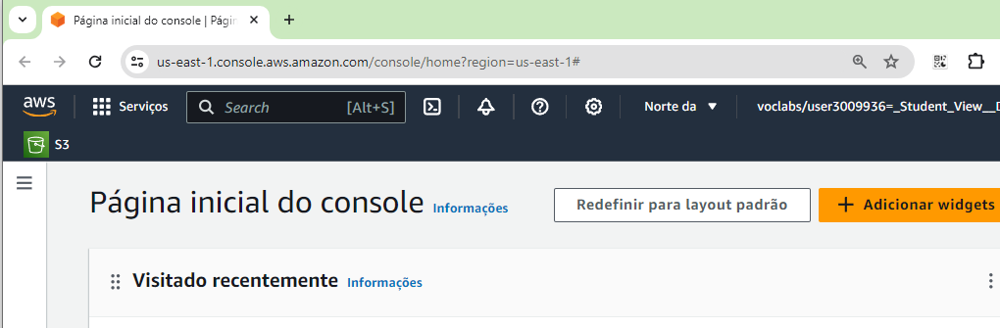 Página inicial do console | Págin
us-east-1.console.aws.amazon.com/console/home?region=us-east-1#
aws Serviços Search [Alt+S] Norte da voclabs/user3009936=_Student_View__D
S3
Página inicial do console Informações Redefinir para layout padrão Adicionar widgets
Visitado recentemente Informações